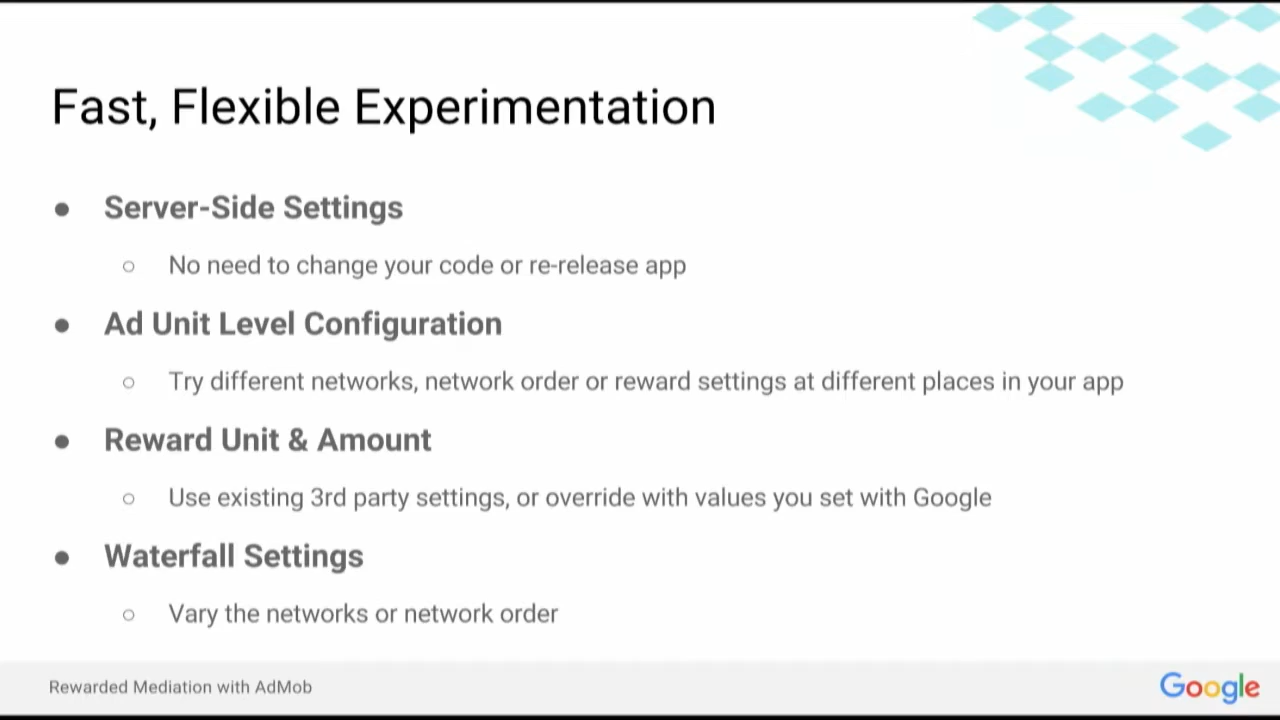 Fast, Flexible Experimentation
● Server-Side Settings
○ No need to change your code or re-release app
● Ad Unit Level Configuration
○ Try different networks, network order or reward settings at different places in your app
● Reward Unit & Amount
○ Use existing 3rd party settings, or override with values you set with Google
● Waterfall Settings
○ Vary the networks or network order
Rewarded Mediation with AdMob
Google